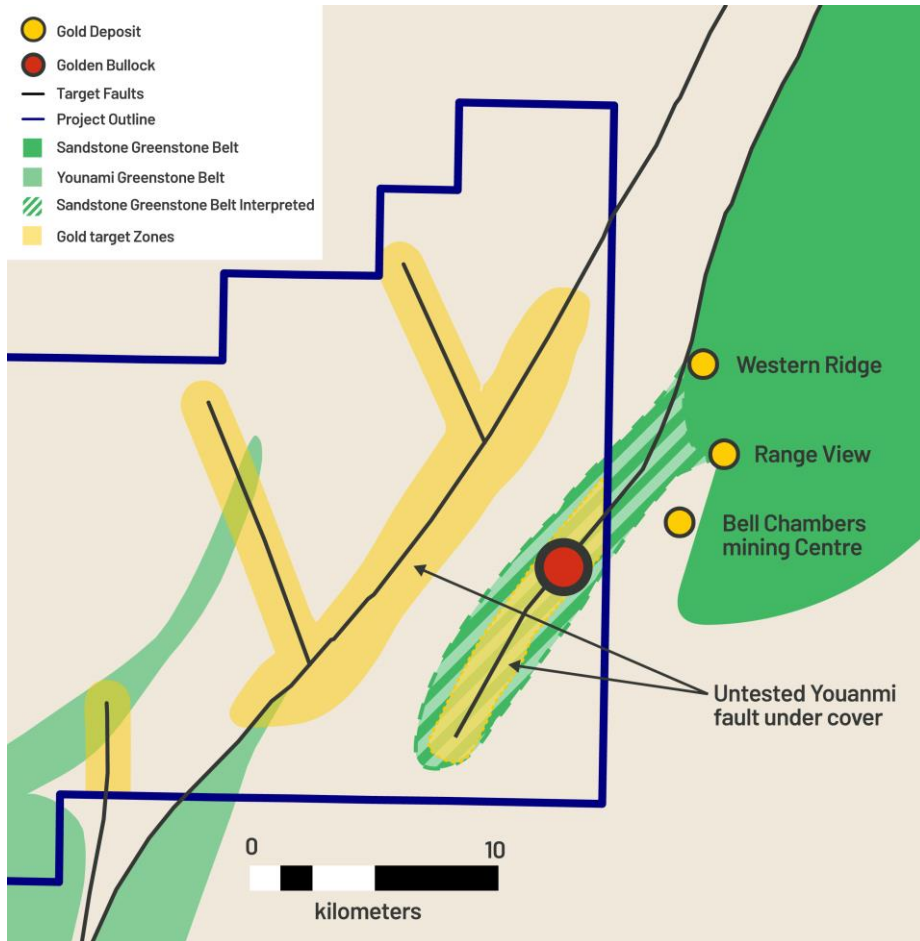 Gold Deposit
Golden Bullock
Target Faults
Project Outline
Sandstone Greenstone Belt
Younami Greenstone Belt
Sandstone Greenstone Belt Interpreted
Gold target Zones
Western Ridge
Range View
Bell Chambers
mining Centre
Untested Youanmi
fault under cover
0 10
kilometers